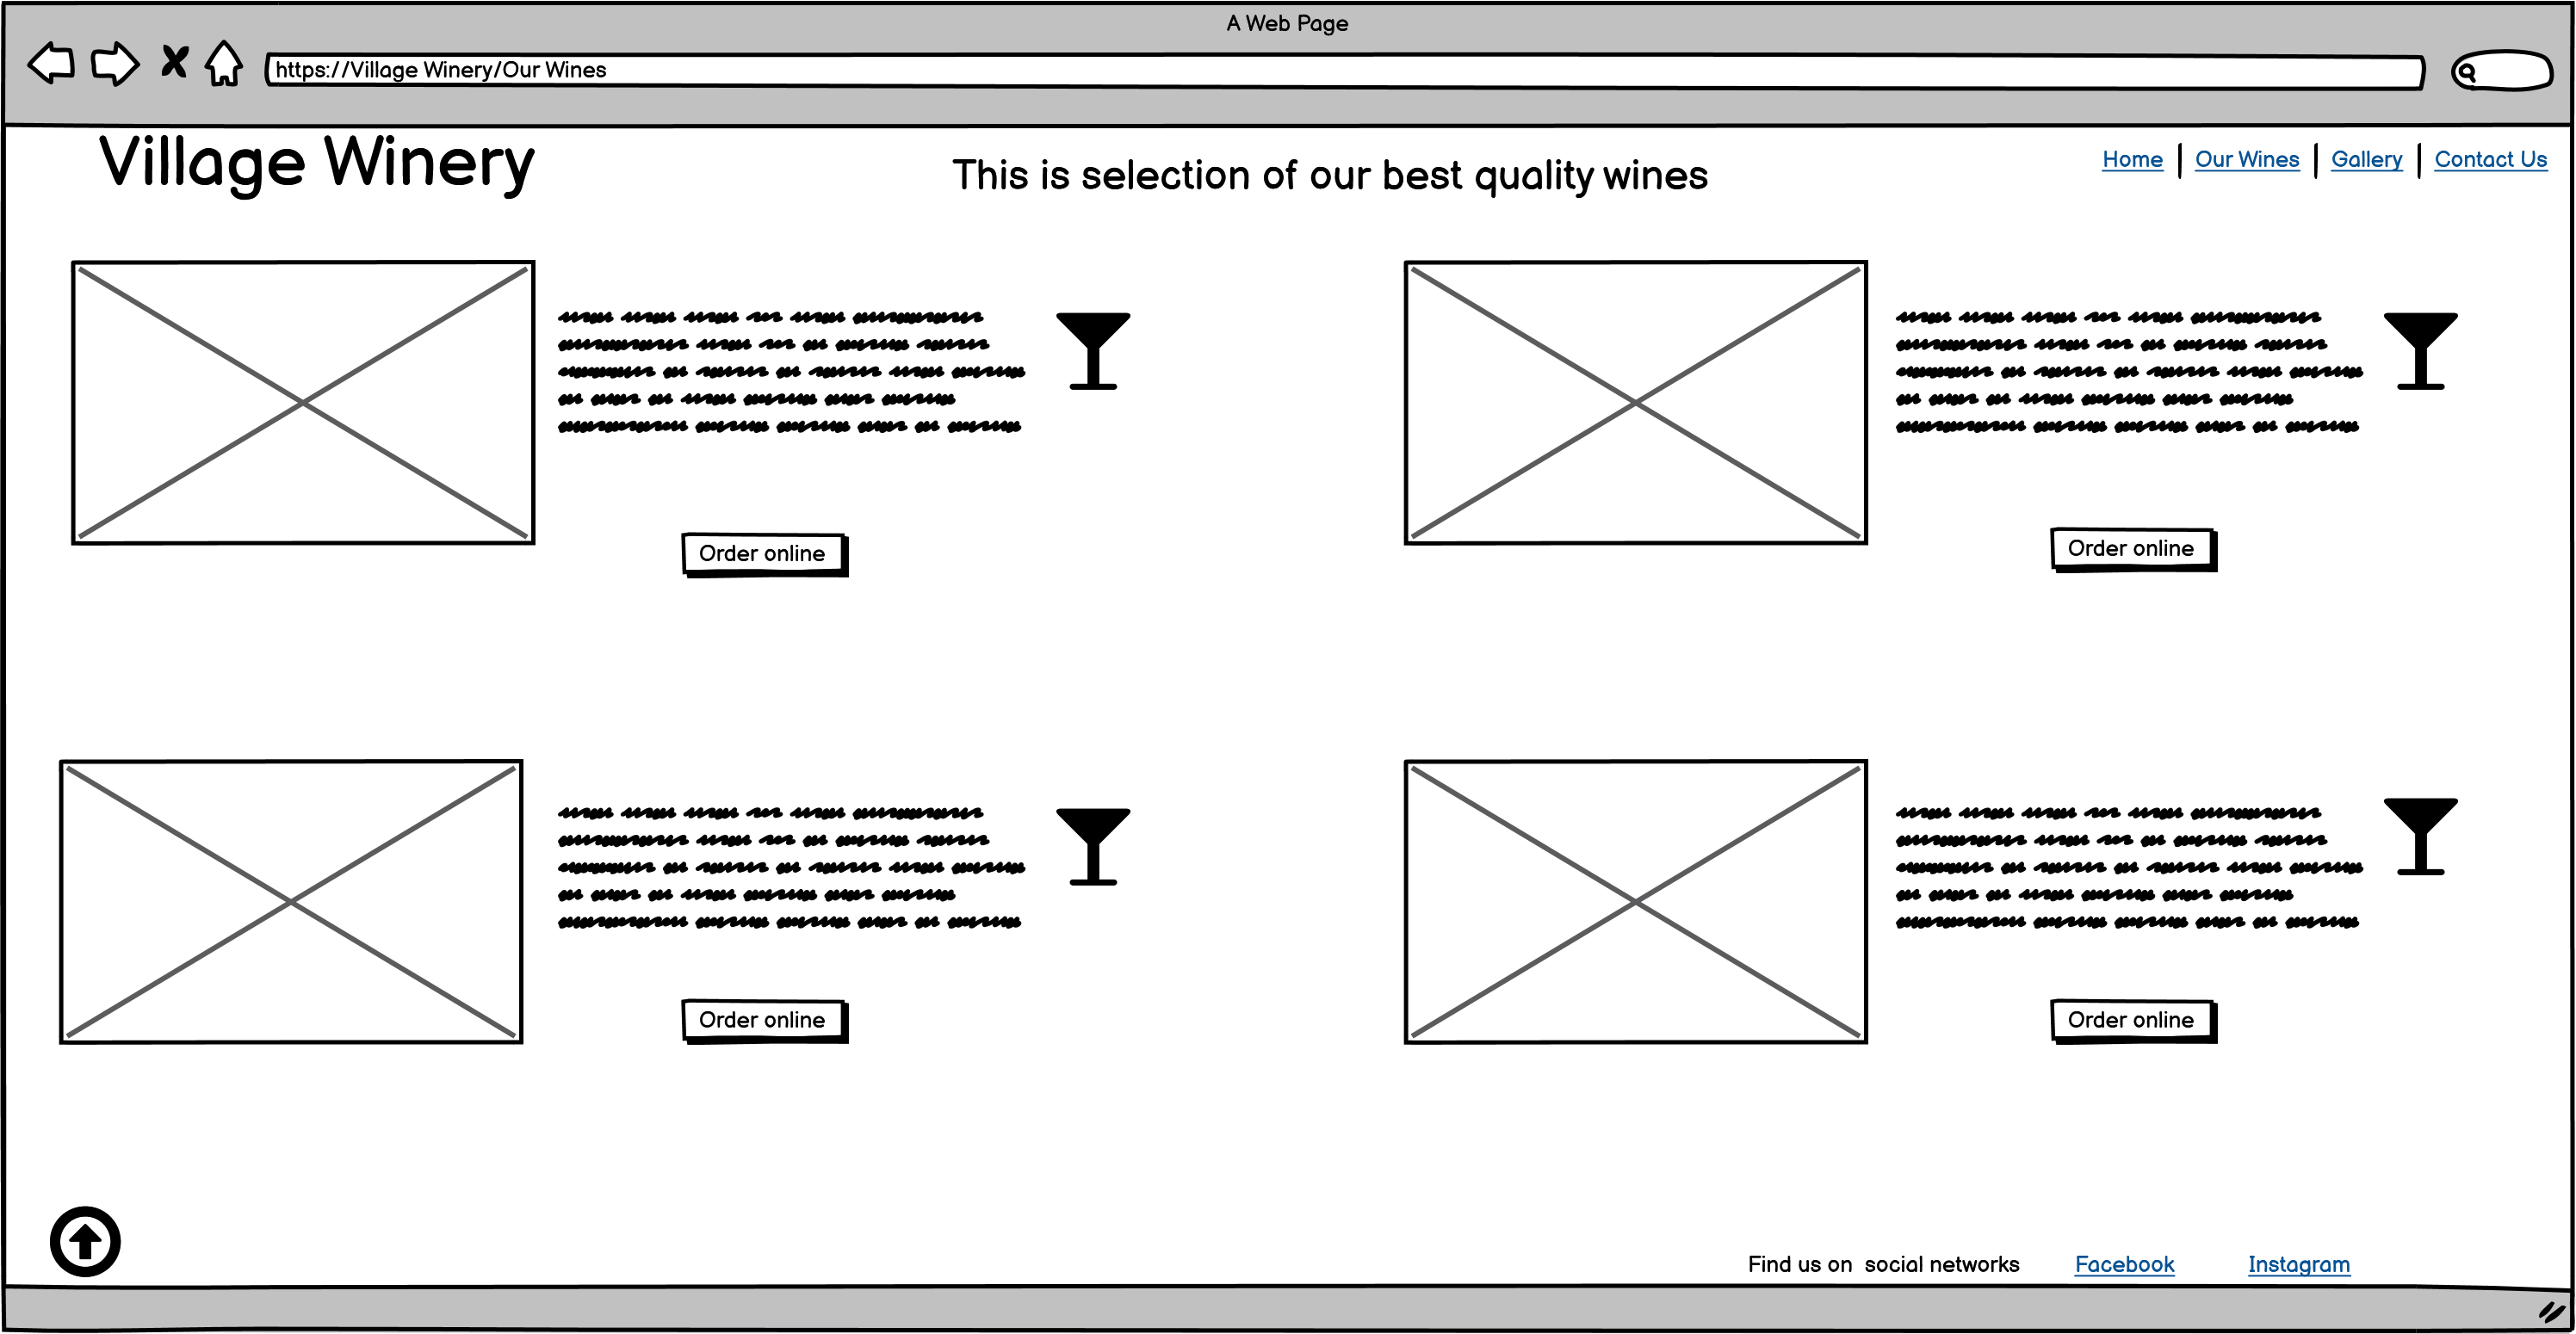 A Web Page
https://Village Winery/Our Wines
Village Winery
This is selection of our best quality wines
Home | Our Wines | Gallery | Contact Us
Order online
Order online
Order online
Order online
Find us on social networks Facebook Instagram